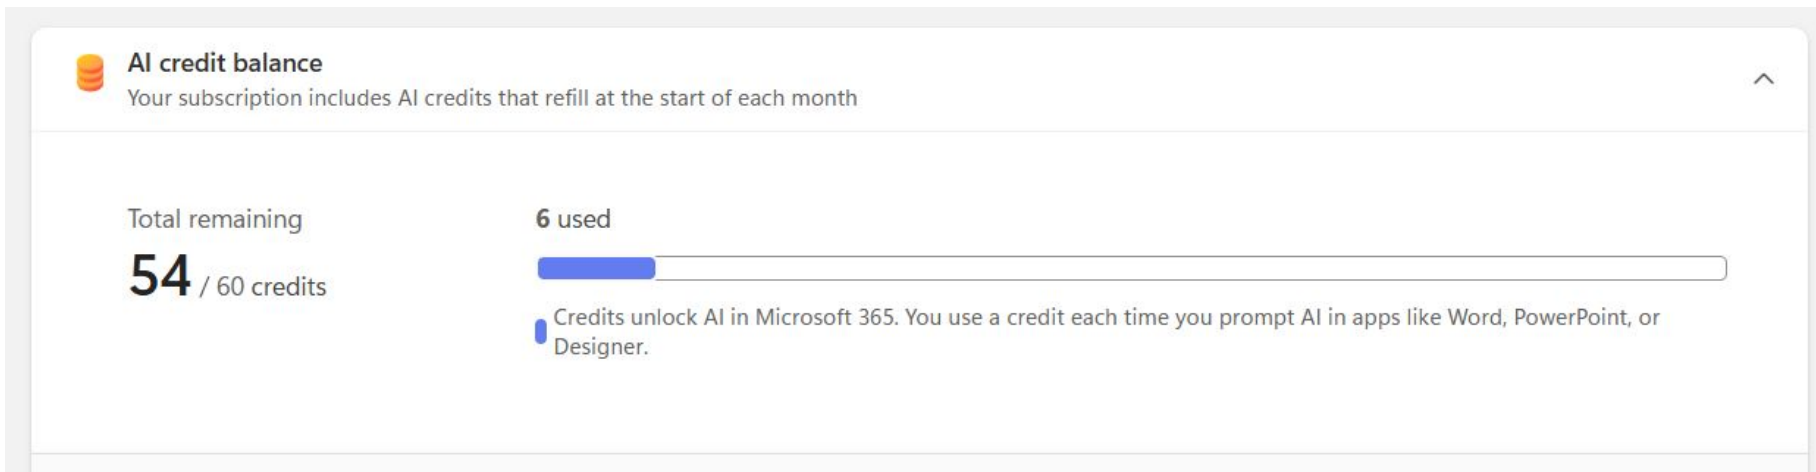 AI credit balance
Your subscription includes AI credits that refill at the start of each month
Total remaining
54 / 60 credits
6 used
Credits unlock AI in Microsoft 365. You use a credit each time you prompt AI in apps like Word, PowerPoint, or
Designer.